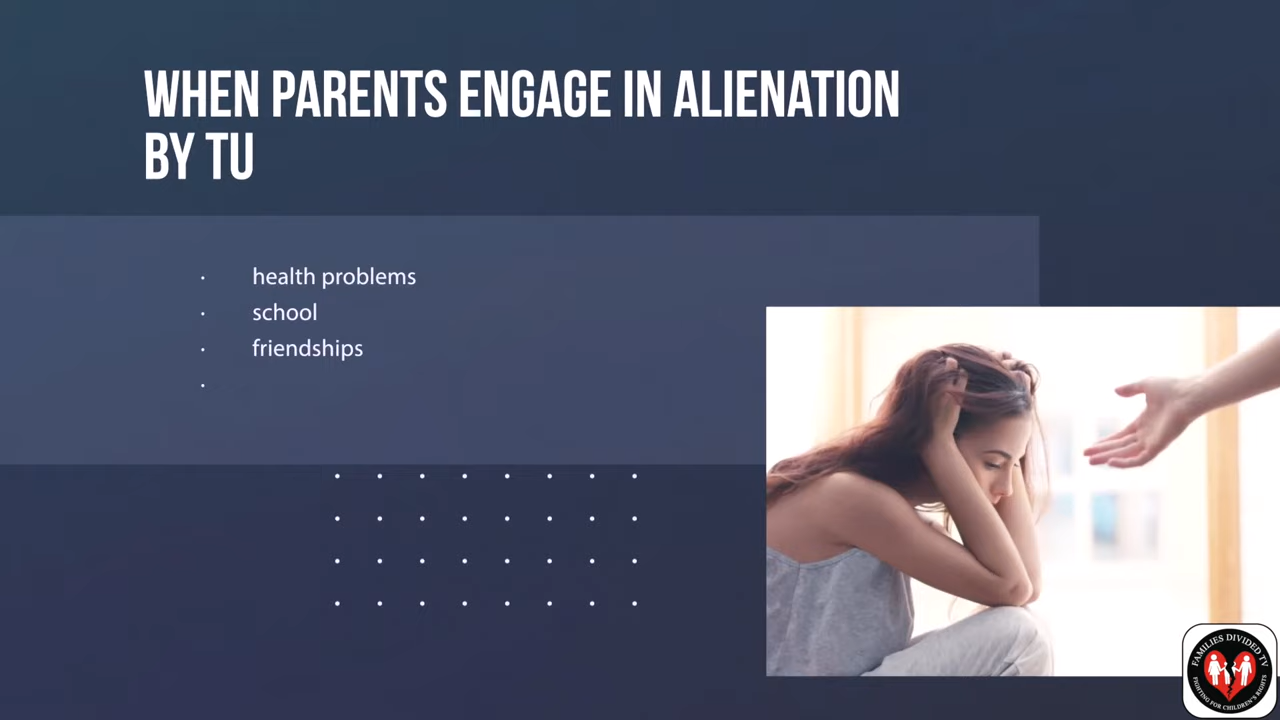 WHEN PARENTS ENGAGE IN ALIENATION
BY TU
· health problems
· school
· friendships
·
FAMILIES DIVIDED TV
FIGHTING FOR CHILDREN'S RIGHTS